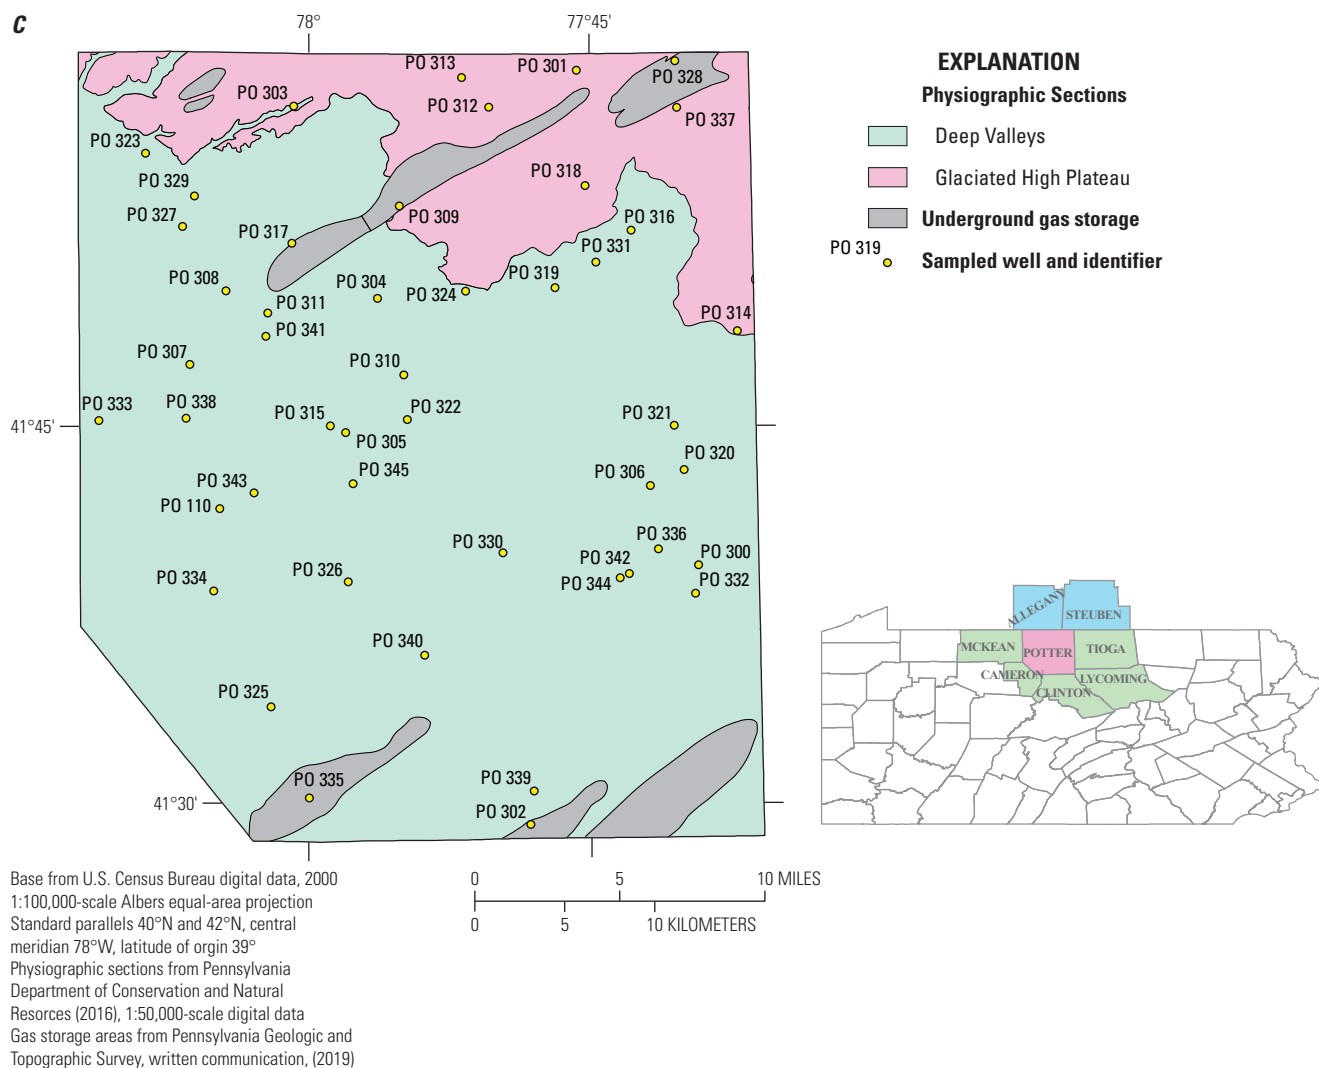 C
78°
77°45'
PO 313
PO 301
PO 328
PO 303
PO 312
PO 337
PO 323
PO 318
PO 329
PO 327
PO 309
PO 316
PO 317
PO 331
PO 308
PO 304
PO 324
PO 319
PO 311
PO 314
PO 341
PO 307
PO 310
PO 333
PO 338
PO 315
PO 322
PO 321
41°45'
PO 305
PO 320
PO 343
PO 345
PO 306
PO 110
PO 330
PO 336
PO 342
PO 300
PO 334
PO 326
PO 344
PO 332
PO 340
PO 325
PO 335
PO 339
41°30'
PO 302
EXPLANATION
Physiographic Sections
Deep Valleys
Glaciated High Plateau
Underground gas storage
PO 319
Sampled well and identifier
ALLEGANY
STEUBEN
MCKEAN
POTTER
TIOGA
CAMERON
LYCOMING
CLINTON
Base from U.S. Census Bureau digital data, 2000
1:100,000-scale Albers equal-area projection
Standard parallels 40°N and 42°N, central
meridian 78°W, latitude of orgin 39°
Physiographic sections from Pennsylvania
Department of Conservation and Natural
Resorces (2016), 1:50,000-scale digital data
Gas storage areas from Pennsylvania Geologic and
Topographic Survey, written communication, (2019)
0 5 10 MILES
0 5 10 KILOMETERS